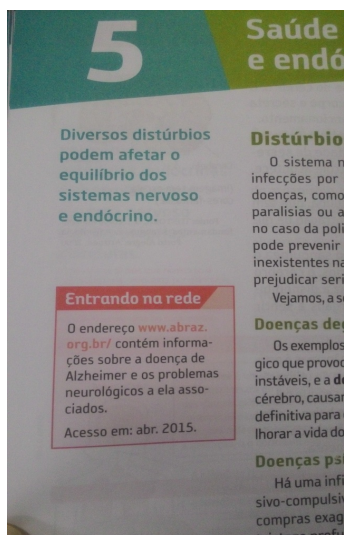 5
Saúde
e endó
Diversos distúrbios
podem afetar o
equilíbrio dos
sistemas nervoso
e endócrino.
Entrando na rede
O endereço www.abraz.
org.br/ contém informa-
ções sobre a doença de
Alzheimer e os problemas
neurológicos a ela asso-
ciados.
Acesso em: abr. 2015.
Distúrbio
O sistema n
infecções por
doenças, como
paralisias ou a
no caso da poli
pode prevenir
inexistentes na
prejudicar seri
Vejamos, a s
Doenças deg
Os exemplos
gico que provoc
instáveis, e a d
cérebro, causan
definitiva para
lhorar a vida do
Doenças ps
Há uma infi
sivo-compulsiv
compras exag